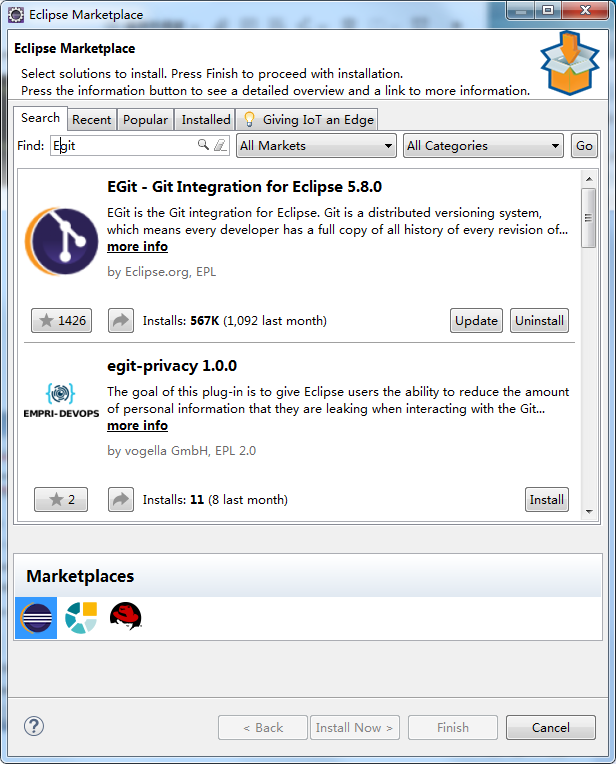 Eclipse Marketplace
Eclipse Marketplace
Select solutions to install. Press Finish to proceed with installation.
Press the information button to see a detailed overview and a link to more information.
Search Recent Popular Installed Giving IoT an Edge
Find: Egit All Markets All Categories Go
EGit - Git Integration for Eclipse 5.8.0
EGit is the Git integration for Eclipse. Git is a distributed versioning system,
which means every developer has a full copy of all history of every revision of...
more info
by Eclipse.org, EPL
1426 Installs: 567K (1,092 last month) Update Uninstall
egit-privacy 1.0.0
The goal of this plug-in is to give Eclipse users the ability to reduce the amount
of personal information that they are leaking when interacting with the Git...
more info
EMPRI-DEVOPS
by vogella GmbH, EPL 2.0
2 Installs: 11 (8 last month) Install
Marketplaces
? < Back Install Now > Finish Cancel